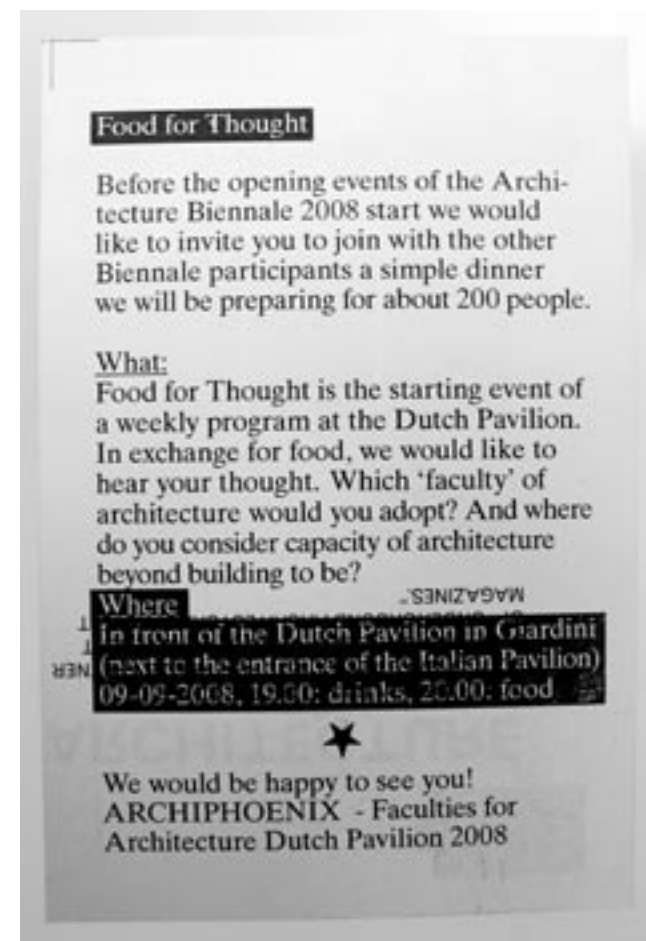 Food for Thought
Before the opening events of the Archi-
tecture Biennale 2008 start we would
like to invite you to join with the other
Biennale participants a simple dinner
we will be preparing for about 200 people.
What:
Food for Thought is the starting event of
a weekly program at the Dutch Pavilion.
In exchange for food, we would like to
hear your thought. Which ‘faculty’ of
architecture would you adopt? And where
do you consider capacity of architecture
beyond building to be?
MAGAZINES."
Where
In front of the Dutch Pavilion in Giardini
(next to the entrance of the Italian Pavilion)
09-09-2008, 19.00: drinks, 20.00: food
ARCHITECTURE
We would be happy to see you!
ARCHIPHOENIX - Faculties for
Architecture Dutch Pavilion 2008